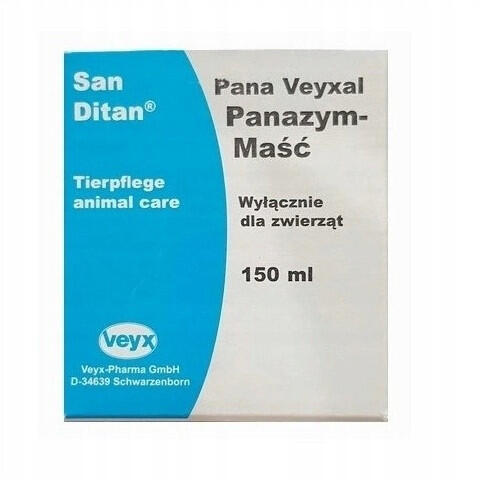 San
Ditan®
Tierpflege
animal care
veyx
Veyx-Pharma GmbH
D-34639 Schwarzenborn
Pana Veyxal
Panazym-
Maść
Wyłącznie
dla zwierząt
150 ml